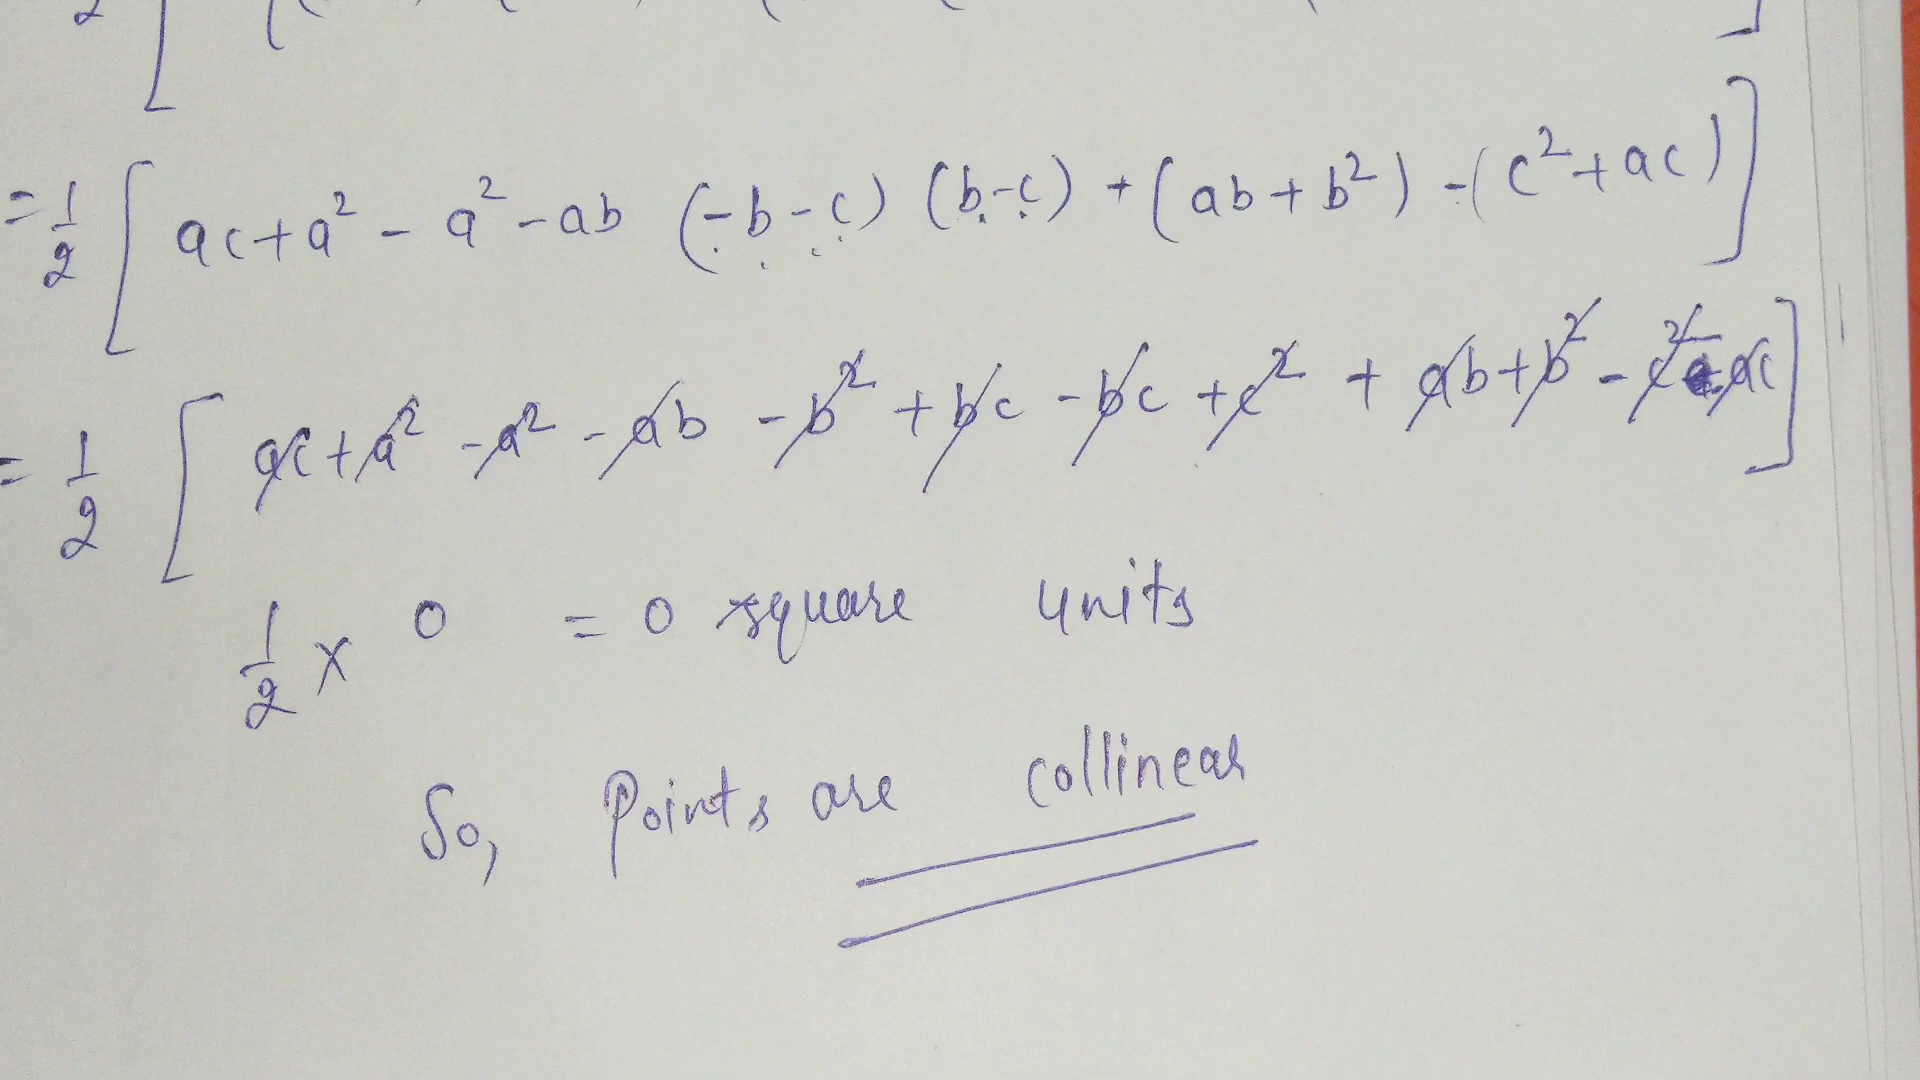 = 1/2 [ ac + a² - a² - ab (-b - c) (b - c) + (ab + b²) - (c² + ac) ]
= 1/2 [ ac + a² - a² - ab - b² + bc - bc + c² + ab + b² - c² - ac ]
1/2 × 0 = 0 square units
So, Points are collinear